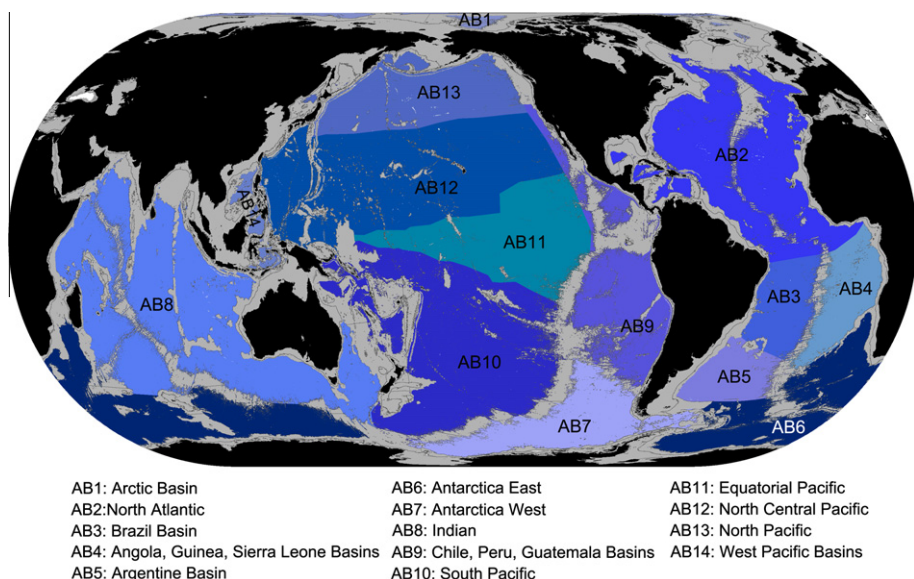 AB1
AB13
AB2
AB12
AB14
AB11
AB8
AB3
AB4
AB9
AB10
AB5
AB7
AB6
AB1: Arctic Basin
AB2:North Atlantic
AB3: Brazil Basin
AB4: Angola, Guinea, Sierra Leone Basins
AB5: Argentine Basin
AB6: Antarctica East
AB7: Antarctica West
AB8: Indian
AB9: Chile, Peru, Guatemala Basins
AB10: South Pacific
AB11: Equatorial Pacific
AB12: North Central Pacific
AB13: North Pacific
AB14: West Pacific Basins